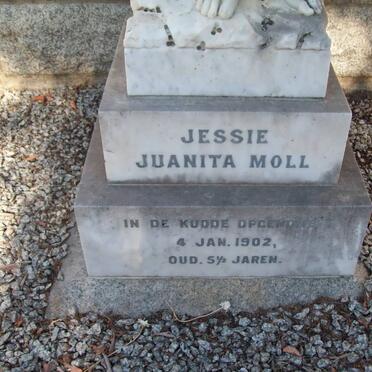 JESSIE
JUANITA MOLL
IN DE KUDDE
4 JAN. 1902,
OUD. 5½ JAREN.